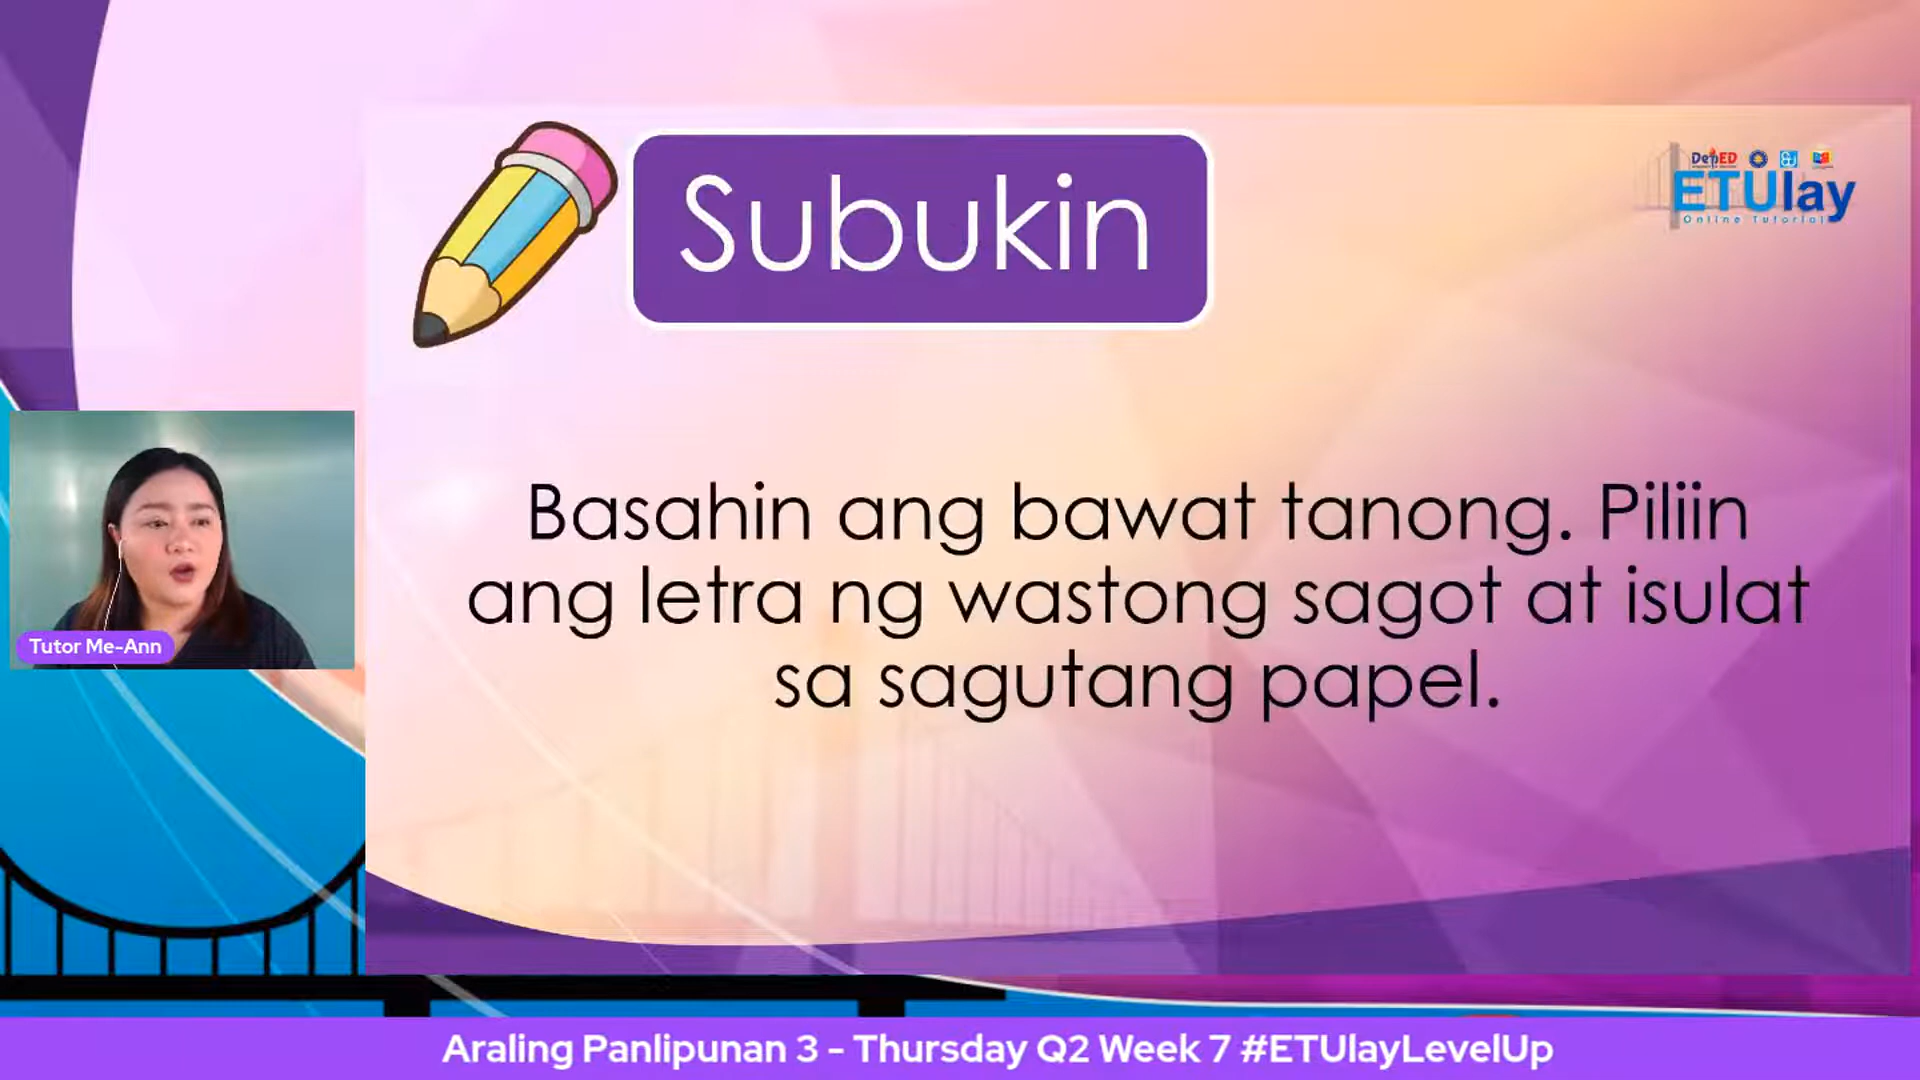 Subukin
DepED
ETUlay
Online Tutorial
Basahin ang bawat tanong. Piliin
ang letra ng wastong sagot at isulat
sa sagutang papel.
Tutor Me-Ann
Araling Panlipunan 3 - Thursday Q2 Week 7 #ETUlayLevelUp